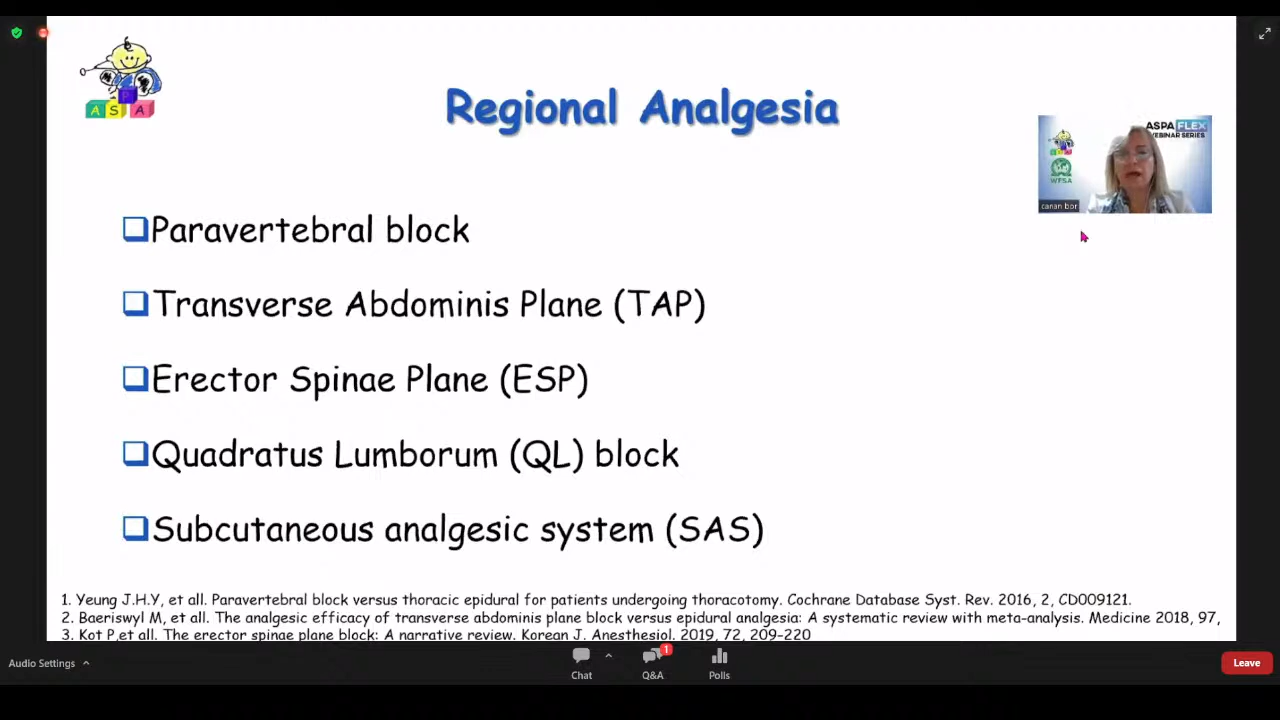 A S P A
Regional Analgesia
ASPA FLEX
WEBINAR SERIES
WFSA
canan bor
Paravertebral block
Transverse Abdominis Plane (TAP)
Erector Spinae Plane (ESP)
Quadratus Lumborum (QL) block
Subcutaneous analgesic system (SAS)
1. Yeung J.H.Y, et all. Paravertebral block versus thoracic epidural for patients undergoing thoracotomy. Cochrane Database Syst. Rev. 2016, 2, CD009121.
2. Baeriswyl M, et all. The analgesic efficacy of transverse abdominis plane block versus epidural analgesia: A systematic review with meta-analysis. Medicine 2018, 97,
3. Kot P,et all. The erector spinae plane block: A narrative review. Korean J. Anesthesiol. 2019, 72, 209-220
Audio Settings
Chat
1
Q&A
Polls
Leave